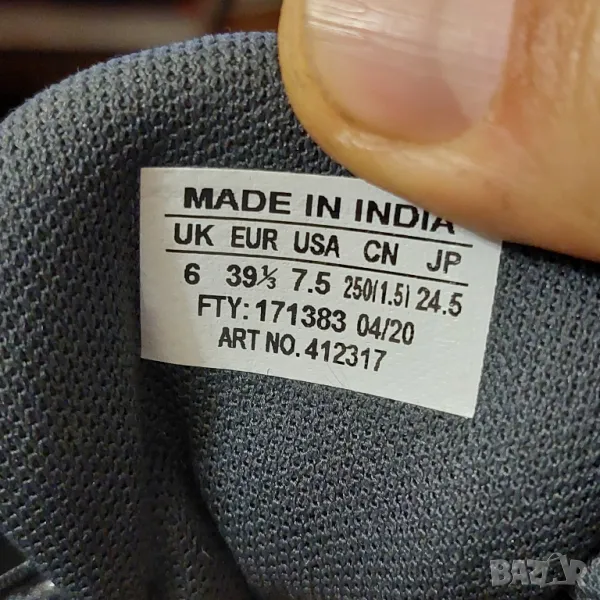 MADE IN INDIA
UK EUR USA CN JP
6 39⅓ 7.5 250(1.5) 24.5
FTY: 171383 04/20
ART NO. 412317
BAZAR